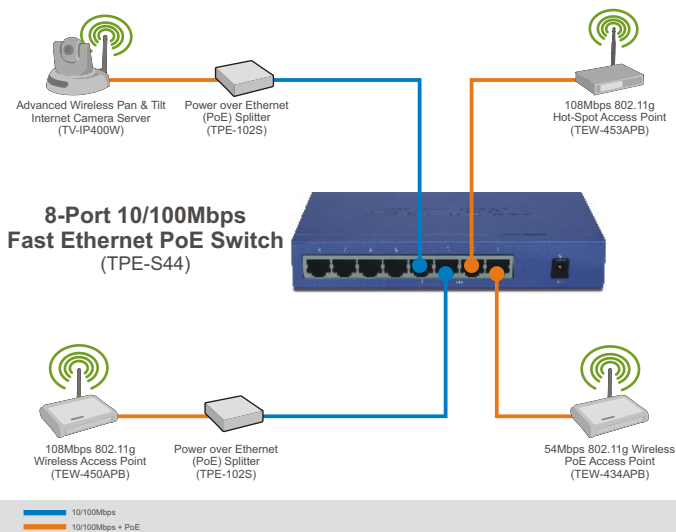 Advanced Wireless Pan & Tilt
Internet Camera Server
(TV-IP400W)
Power over Ethernet
(PoE) Splitter
(TPE-102S)
108Mbps 802.11g
Hot-Spot Access Point
(TEW-453APB)
8-Port 10/100Mbps
Fast Ethernet PoE Switch
(TPE-S44)
108Mbps 802.11g
Wireless Access Point
(TEW-450APB)
Power over Ethernet
(PoE) Splitter
(TPE-102S)
54Mbps 802.11g Wireless
PoE Access Point
(TEW-434APB)
10/100Mbps
10/100Mbps + PoE